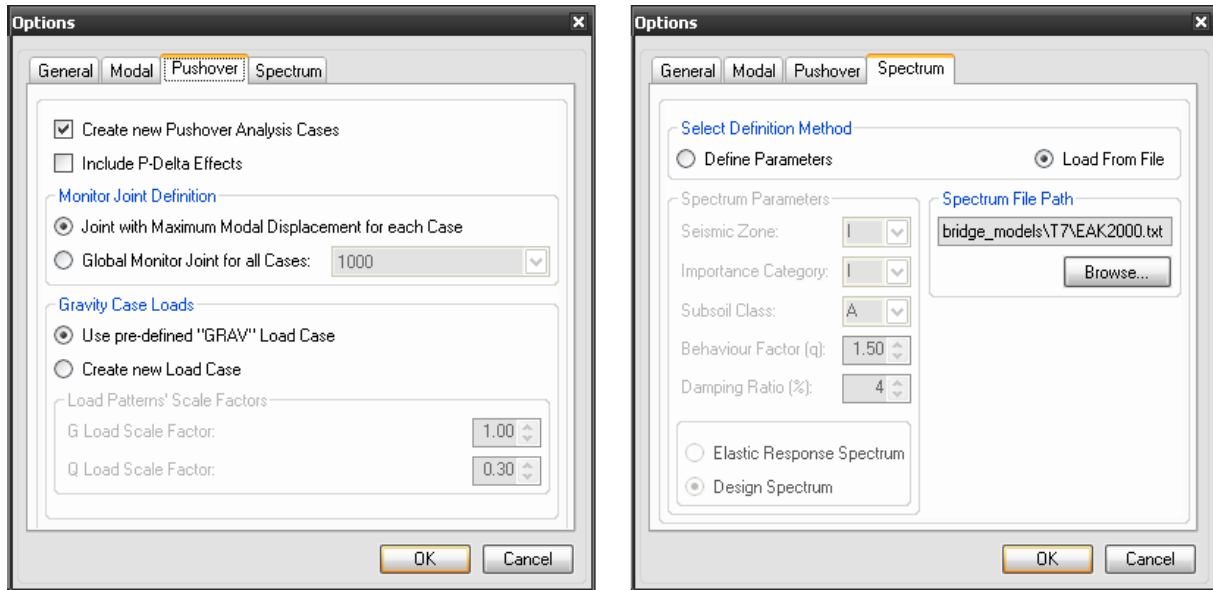 Options
General Modal Pushover Spectrum
Create new Pushover Analysis Cases
Include P-Delta Effects
Monitor Joint Definition
Joint with Maximum Modal Displacement for each Case
Global Monitor Joint for all Cases: 1000
Gravity Case Loads
Use pre-defined "GRAV" Load Case
Create new Load Case
Load Patterns' Scale Factors
G Load Scale Factor: 1.00
Q Load Scale Factor: 0.30
OK Cancel
Options
General Modal Pushover Spectrum
Select Definition Method
Define Parameters Load From File
Spectrum Parameters
Seismic Zone: I
Importance Category: I
Subsoil Class: A
Behaviour Factor (q): 1.50
Damping Ratio (%): 4
Elastic Response Spectrum
Design Spectrum
Spectrum File Path
bridge_models\T7\EAK2000.txt
Browse...
OK Cancel